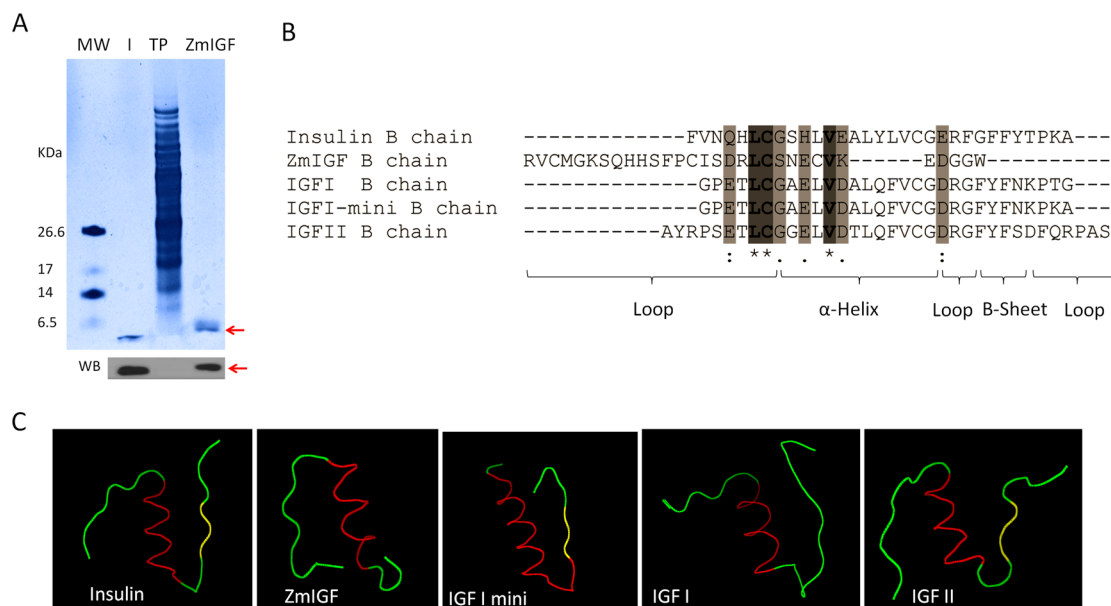 A
MW I TP ZmIGF
KDa
26.6
17
14
6.5
WB
B
Insulin B chain --------------FVNQHLCGSHLVEALYLVCGERFGFFYTPKA---
ZmIGF B chain RVCMGKSQHHSFPCISDRLCSNECVK-------EDGGW----------
IGFI B chain ---------------GPETLCGAELVDALQFVCGDRGFYFNKPTG---
IGFI-mini B chain ---------------GPETLCGAELVDALQFVCGDRGFYFNKPKA---
IGFII B chain ------------AYRPSETLCGGELVDTLQFVCGDRGFYFSDFQRPAS
: **. . *. :
Loop α-Helix Loop B-Sheet Loop
C
Insulin ZmIGF IGF I mini IGF I IGF II